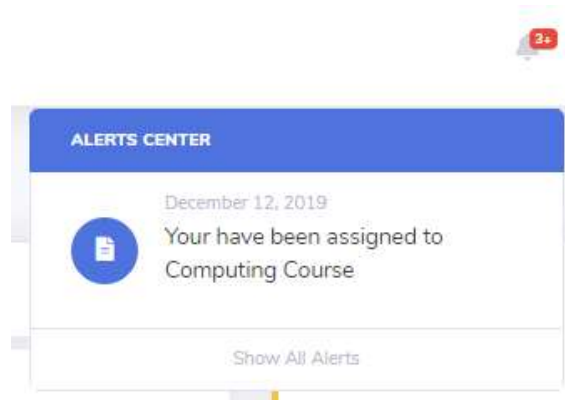 3+
ALERTS CENTER
December 12, 2019
Your have been assigned to
Computing Course
Show All Alerts